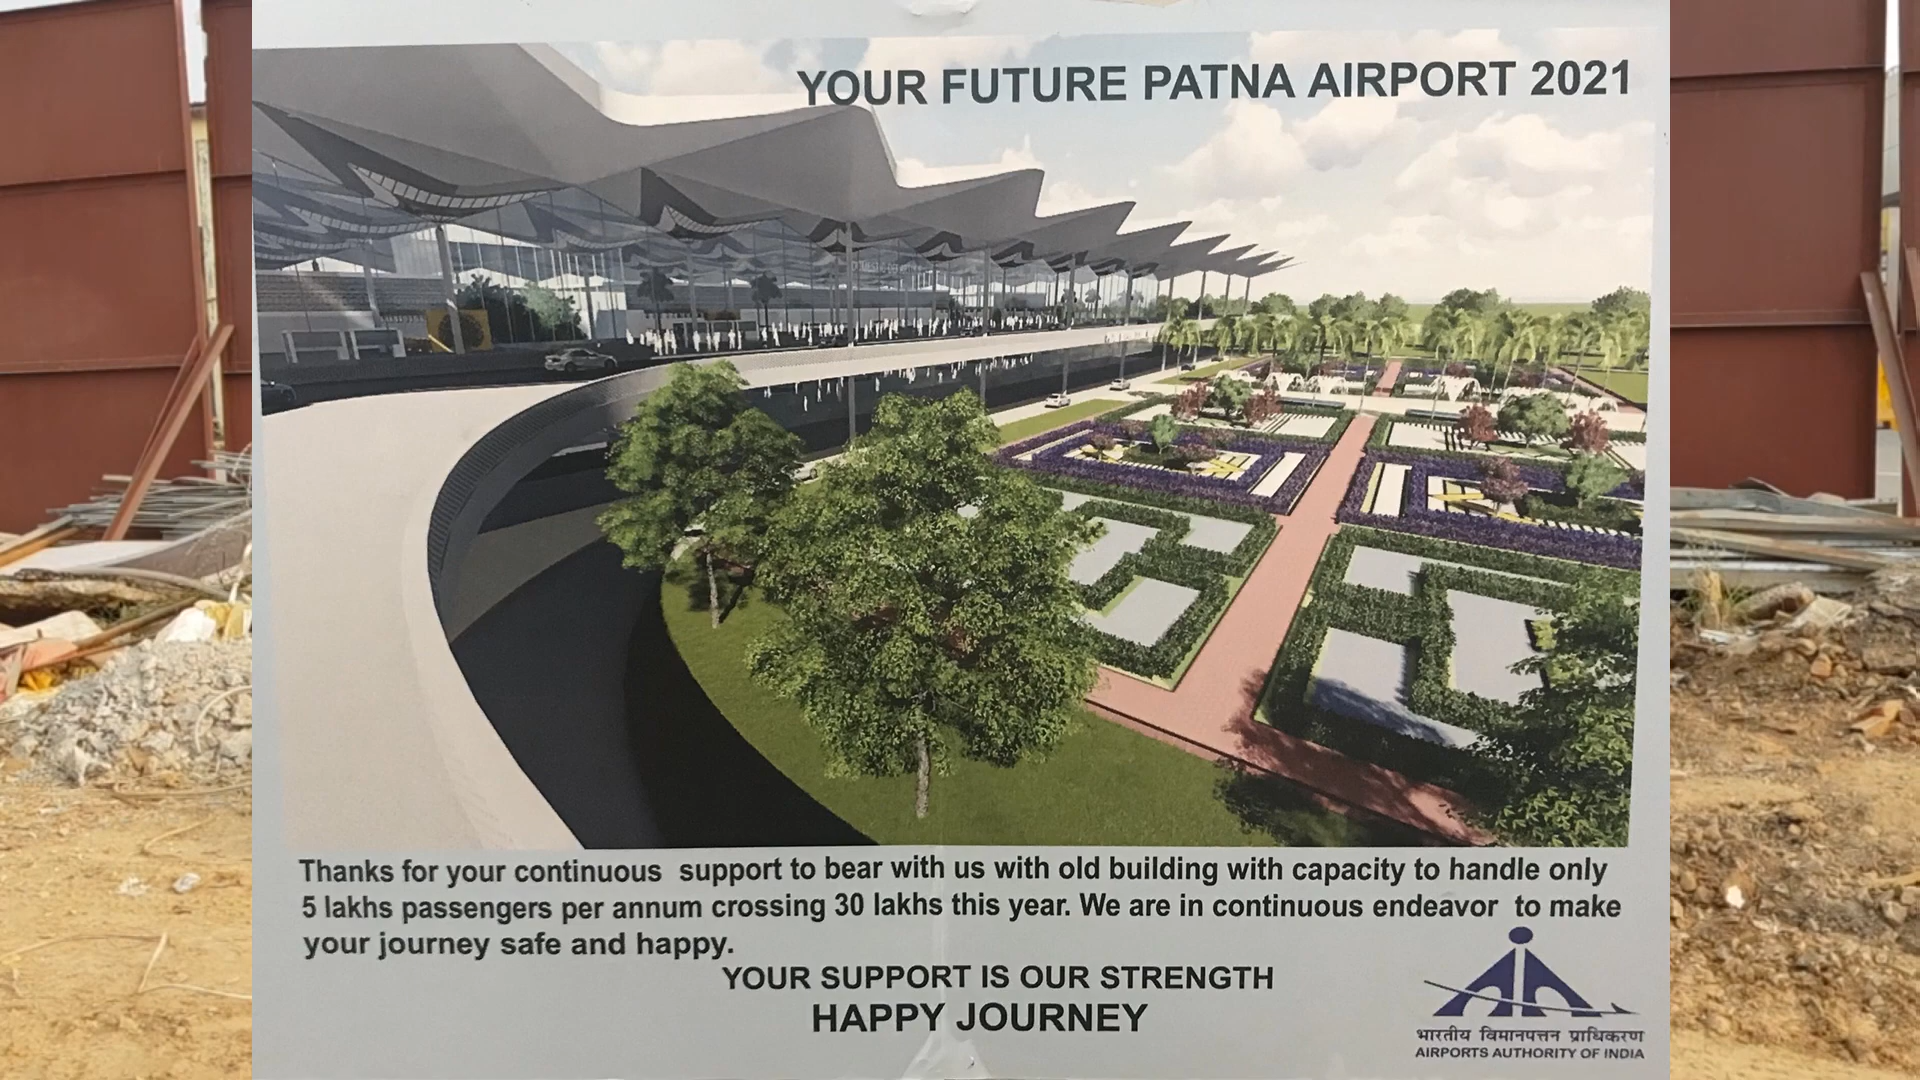 YOUR FUTURE PATNA AIRPORT 2021
Thanks for your continuous support to bear with us with old building with capacity to handle only
5 lakhs passengers per annum crossing 30 lakhs this year. We are in continuous endeavor to make
your journey safe and happy.
YOUR SUPPORT IS OUR STRENGTH
HAPPY JOURNEY
भारतीय विमानपत्तन प्राधिकरण
AIRPORTS AUTHORITY OF INDIA